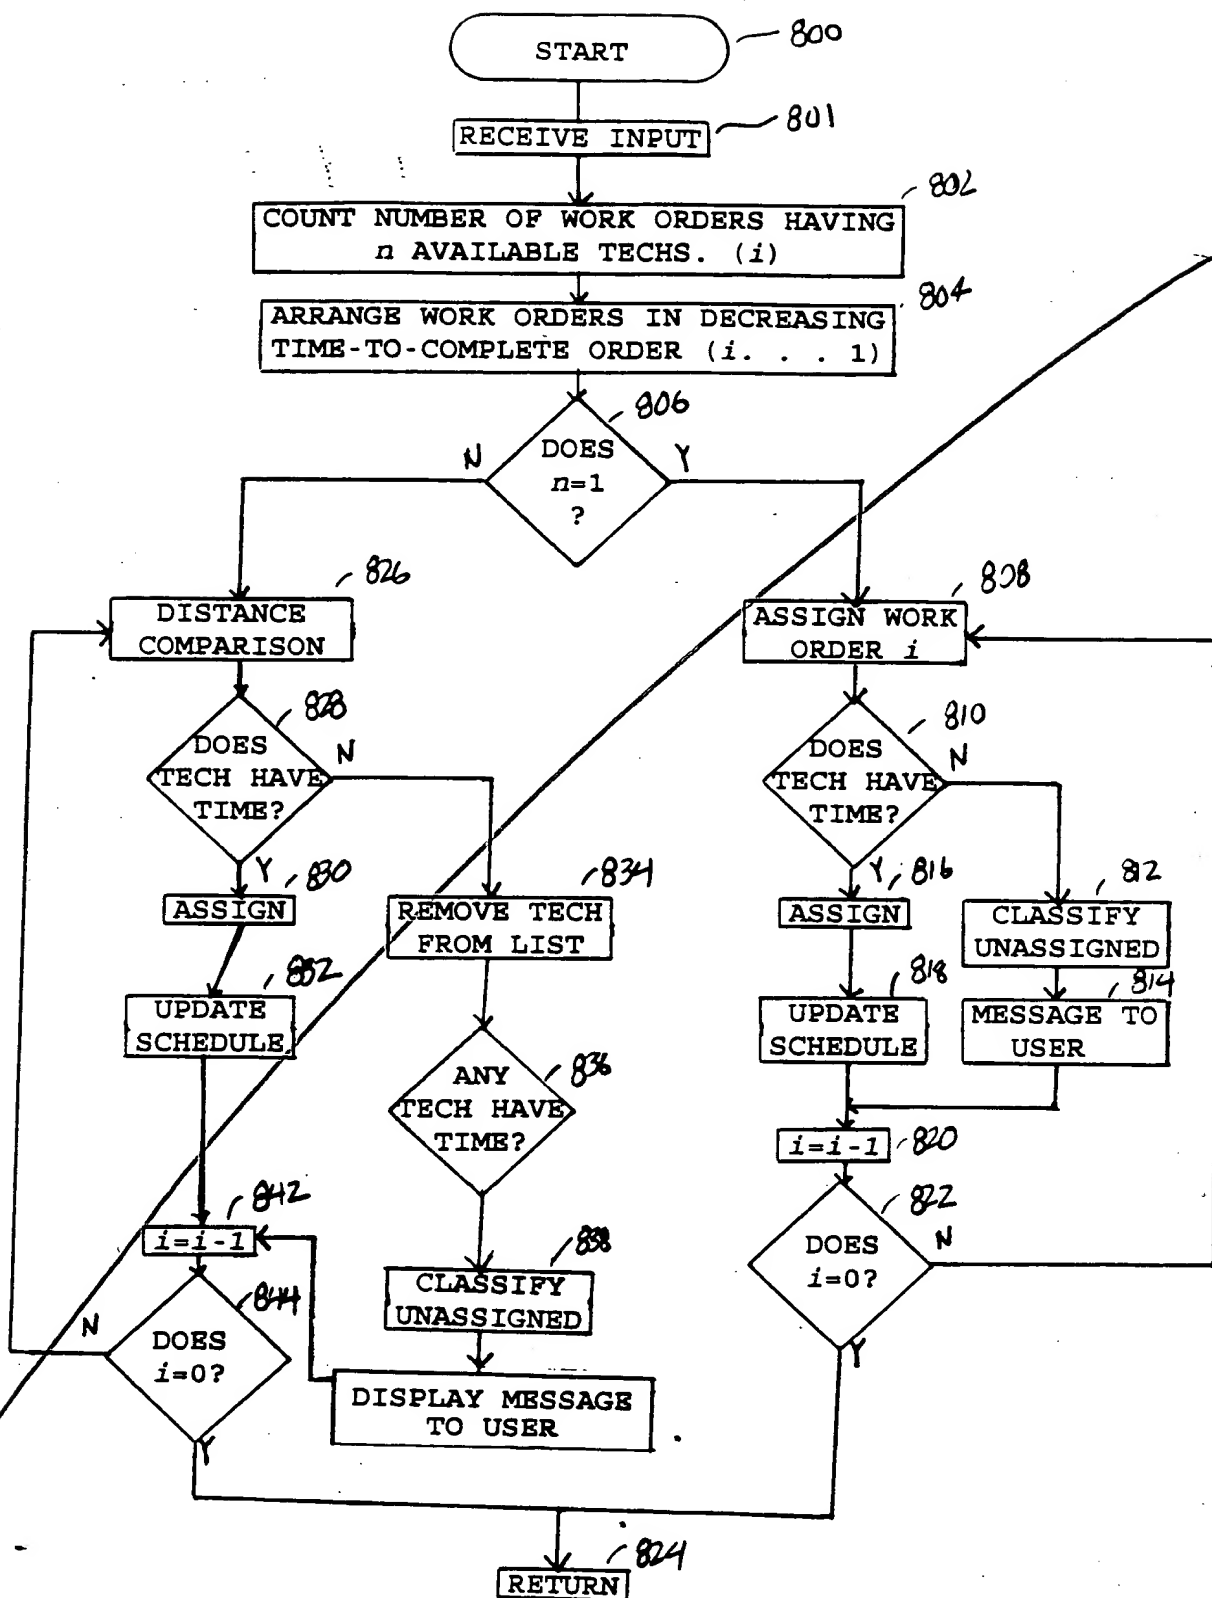 START
800
RECEIVE INPUT
801
802
COUNT NUMBER OF WORK ORDERS HAVING
n AVAILABLE TECHS. (i)
804
ARRANGE WORK ORDERS IN DECREASING
TIME-TO-COMPLETE ORDER (i. . . 1)
806
N
DOES
n=1
?
Y
826
DISTANCE
COMPARISON
808
ASSIGN WORK
ORDER i
828
DOES
TECH HAVE
TIME?
N
810
DOES
TECH HAVE
TIME?
N
Y
830
ASSIGN
834
REMOVE TECH
FROM LIST
Y
816
ASSIGN
812
CLASSIFY
UNASSIGNED
832
UPDATE
SCHEDULE
818
UPDATE
SCHEDULE
814
MESSAGE TO
USER
836
ANY
TECH HAVE
TIME?
i=i-1
820
842
i=i-1
822
DOES
i=0?
N
Y
838
CLASSIFY
UNASSIGNED
844
N
DOES
i=0?
Y
DISPLAY MESSAGE
TO USER
824
RETURN